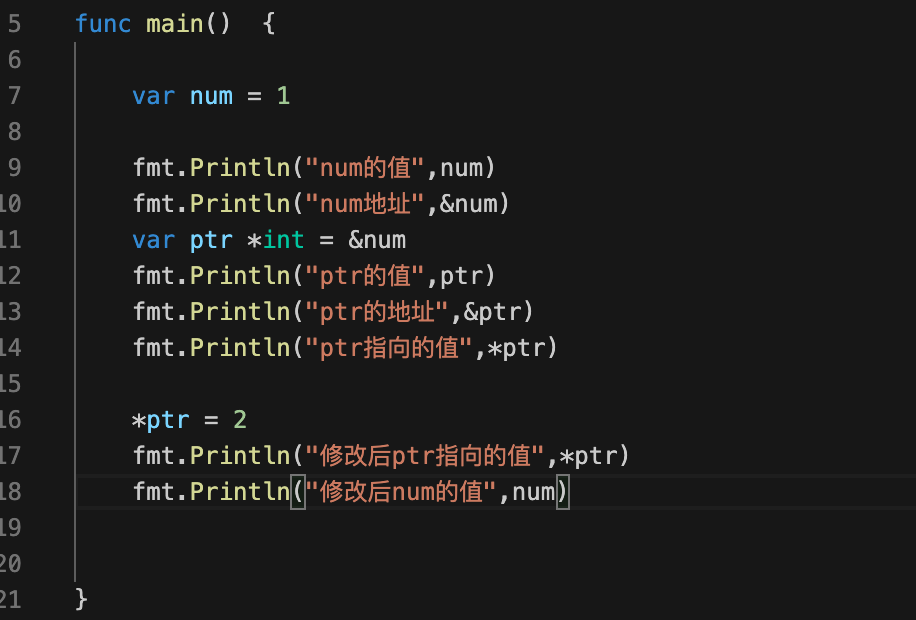 5 func main()  {
6
7 var num = 1
8
9 fmt.Println("num的值",num)
10 fmt.Println("num地址",&num)
11 var ptr *int = &num
12 fmt.Println("ptr的值",ptr)
13 fmt.Println("ptr的地址",&ptr)
14 fmt.Println("ptr指向的值",*ptr)
15
16 *ptr = 2
17 fmt.Println("修改后ptr指向的值",*ptr)
18 fmt.Println("修改后num的值",num)
19
20
21 }